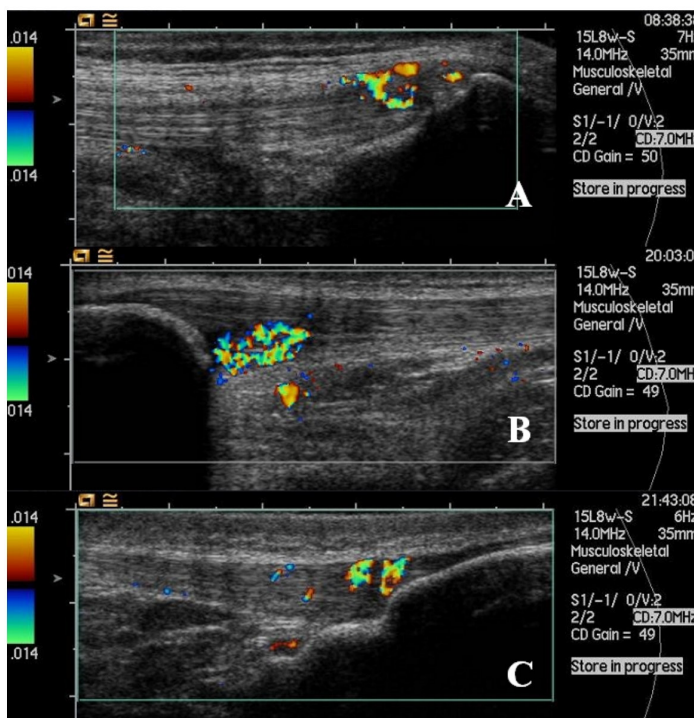 .014
.014
08:38:3
15L8w-S 7H
14.0MHz 35mm
Musculoskeletal
General /V
S1/-1/ 0/V:2
2/2 CD:7.0MH
CD Gain = 50
Store in progress
A
014
014
20:03:0
15L8w-S
14.0MHz 35mm
Musculoskeletal
General /V
S1/-1/ 0/V:2
2/2 CD:7.0MH
CD Gain = 49
Store in progress
B
.014
.014
21:43:08
15L8w-S 6Hz
14.0MHz 35mm
Musculoskeletal
General /V
S1/-1/ 0/V:2
2/2 CD:7.0MHz
CD Gain = 49
Store in progress
C